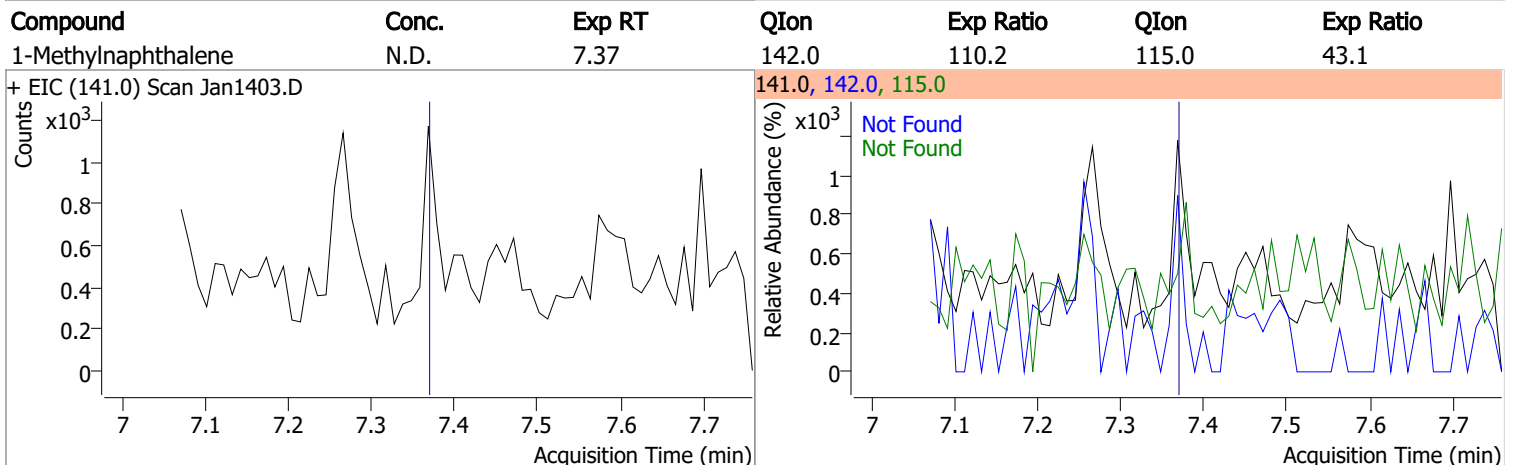 Compound Conc. Exp RT QIon Exp Ratio QIon Exp Ratio
1-Methylnaphthalene N.D. 7.37 142.0 110.2 115.0 43.1
+ EIC (141.0) Scan Jan1403.D
Counts
x10³
1
0.8
0.6
0.4
0.2
0
7 7.1 7.2 7.3 7.4 7.5 7.6 7.7
Acquisition Time (min)
141.0, 142.0, 115.0
Relative Abundance (%)
x10³
Not Found
Not Found
1
0.8
0.6
0.4
0.2
0
7 7.1 7.2 7.3 7.4 7.5 7.6 7.7
Acquisition Time (min)